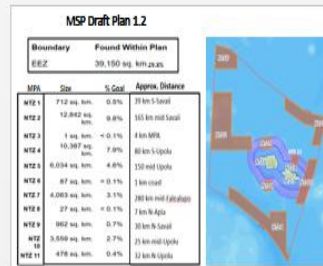 MSP Draft Plan 1.2
Boundary Found Within Plan
EEZ 39,150 sq. km. 29.8%
MPA Size % Goal Approx. Distance
NTZ 1 712 sq. km. 0.5% 39 km S-Savaii
NTZ 2 12,842 sq. km. 9.8% 165 km mid Savaii
NTZ 3 1 sq. km. < 0.1% 4 km MPA
NTZ 4 10,387 sq. km. 7.9% 80 km S-Upolu
NTZ 5 6,034 sq. km. 4.6% 150 mid Upolu
NTZ 6 87 sq. km. < 0.1% 1 km coast
NTZ 7 4,063 sq. km. 3.1% 280 km mid-Falealupo
NTZ 8 27 sq. km. < 0.1% 7 km N-Apia
NTZ 9 962 sq. km. 0.7% 30 km N-Savaii
NTZ 10 3,559 sq. km. 2.7% 25 km mid-Upolu
NTZ 11 478 sq. km. 0.4% 32 km N-Upolu